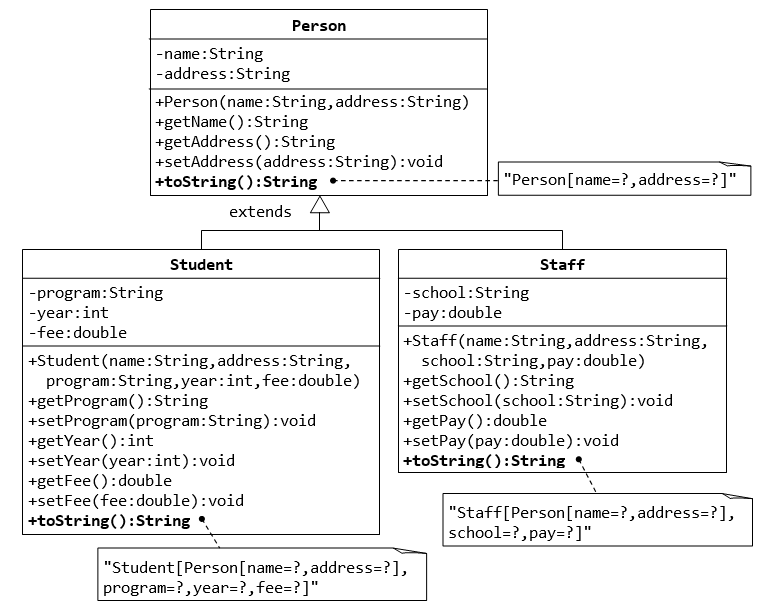 Person
-name:String
-address:String
+Person(name:String,address:String)
+getName():String
+getAddress():String
+setAddress(address:String):void
+toString():String
"Person[name=?,address=?]"
extends
Student
-program:String
-year:int
-fee:double
+Student(name:String,address:String,
program:String,year:int,fee:double)
+getProgram():String
+setProgram(program:String):void
+getYear():int
+setYear(year:int):void
+getFee():double
+setFee(fee:double):void
+toString():String
"Student[Person[name=?,address=?],
program=?,year=?,fee=?]"
Staff
-school:String
-pay:double
+Staff(name:String,address:String,
school:String,pay:double)
+getSchool():String
+setSchool(school:String):void
+getPay():double
+setPay(pay:double):void
+toString():String
"Staff[Person[name=?,address=?],
school=?,pay=?]"